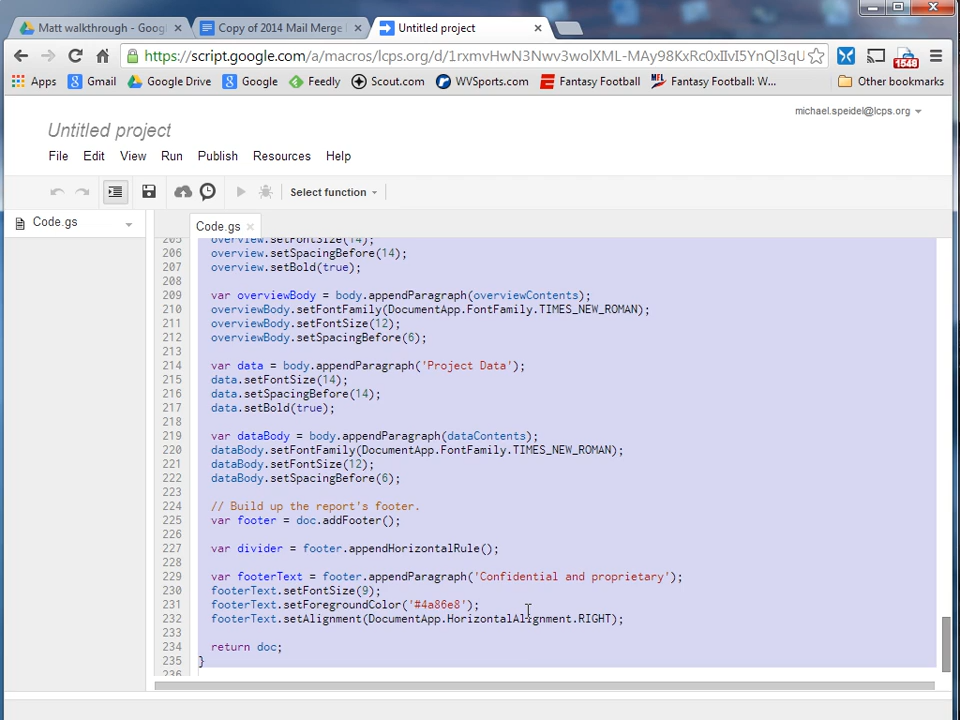 Matt walkthrough - Goog
Copy of 2014 Mail Merge
Untitled project
https://script.google.com/a/macros/lcps.org/d/1rxmvHwN3Nwv3wolXML-MAy98KxRc0xIIvI5YnQl3qU
1548
Apps
Gmail
Google Drive
Google
Feedly
Scout.com
WVSports.com
Fantasy Football
Fantasy Football: W...
Other bookmarks
michael.speidel@lcps.org
Untitled project
File Edit View Run Publish Resources Help
Select function
Code.gs
Code.gs
205 overview.setFontSize(14);
206 overview.setSpacingBefore(14);
207 overview.setBold(true);
208
209 var overviewBody = body.appendParagraph(overviewContents);
210 overviewBody.setFontFamily(DocumentApp.FontFamily.TIMES_NEW_ROMAN);
211 overviewBody.setFontSize(12);
212 overviewBody.setSpacingBefore(6);
213
214 var data = body.appendParagraph('Project Data');
215 data.setFontSize(14);
216 data.setSpacingBefore(14);
217 data.setBold(true);
218
219 var dataBody = body.appendParagraph(dataContents);
220 dataBody.setFontFamily(DocumentApp.FontFamily.TIMES_NEW_ROMAN);
221 dataBody.setFontSize(12);
222 dataBody.setSpacingBefore(6);
223
224 // Build up the report's footer.
225 var footer = doc.addFooter();
226
227 var divider = footer.appendHorizontalRule();
228
229 var footerText = footer.appendParagraph('Confidential and proprietary');
230 footerText.setFontSize(9);
231 footerText.setForegroundColor('#4a86e8');
232 footerText.setAlignment(DocumentApp.HorizontalAlignment.RIGHT);
233
234 return doc;
235 }
236